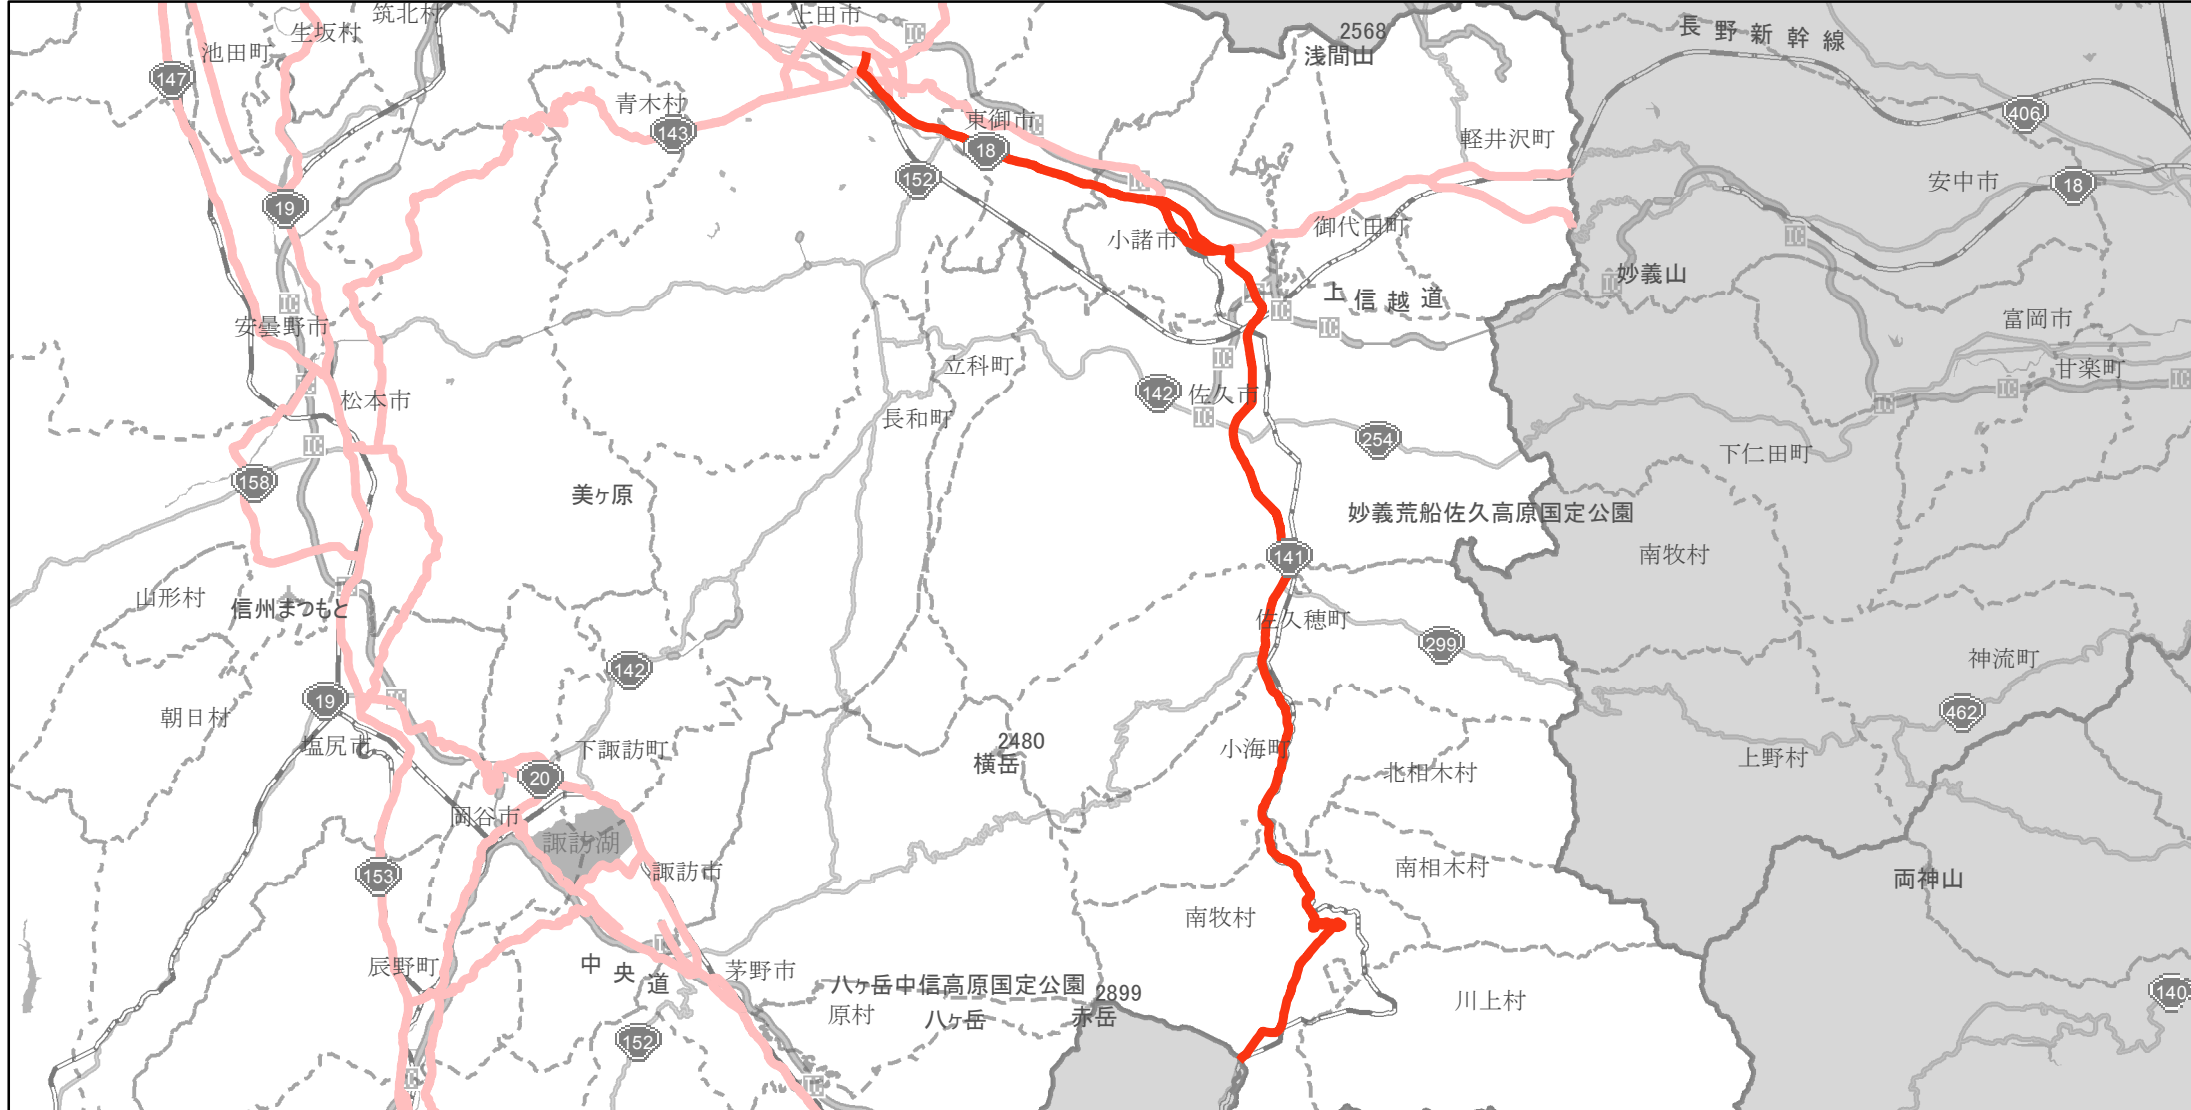 筑北村
上田市
生坂村
池田町
2568
浅間山
長野新幹線
147
青木村
143
東御市
18
IC
406
軽井沢町
152
19
安中市
18
小諸市
御代田町
妙義山
上信越道
安曇野市
富岡市
立科町
甘楽町
142
佐久市
松本市
長和町
254
下仁田町
158
美ヶ原
妙義荒船佐久高原国定公園
141
南牧村
山形村
信州まつもと
佐久穂町
299
142
神流町
19
朝日村
462
塩尻市
下諏訪町
2480
横岳
小海町
北相木村
上野村
20
岡谷市
諏訪湖
諏訪市
153
南相木村
両神山
南牧村
辰野町
中央道
茅野市
八ヶ岳中信高原国定公園
2899
赤岳
原村
八ヶ岳
川上村
140
152
IC